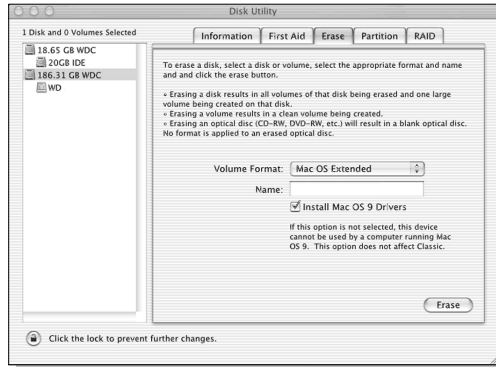 Disk Utility
1 Disk and 0 Volumes Selected
18.65 GB WDC
20GB IDE
186.31 GB WDC
WD
Information
First Aid
Erase
Partition
RAID
To erase a disk, select a disk or volume, select the appropriate format and name
and and click the erase button.
∘ Erasing a disk results in all volumes of that disk being erased and one large
volume being created on that disk.
∘ Erasing a volume results in a clean volume being created.
∘ Erasing an optical disc (CD-RW, DVD-RW, etc.) will result in a blank optical disc.
No format is applied to an erased optical disc.
Volume Format: Mac OS Extended
Name:
Install Mac OS 9 Drivers
If this option is not selected, this device
cannot be used by a computer running Mac
OS 9. This option does not affect Classic.
Erase
Click the lock to prevent further changes.